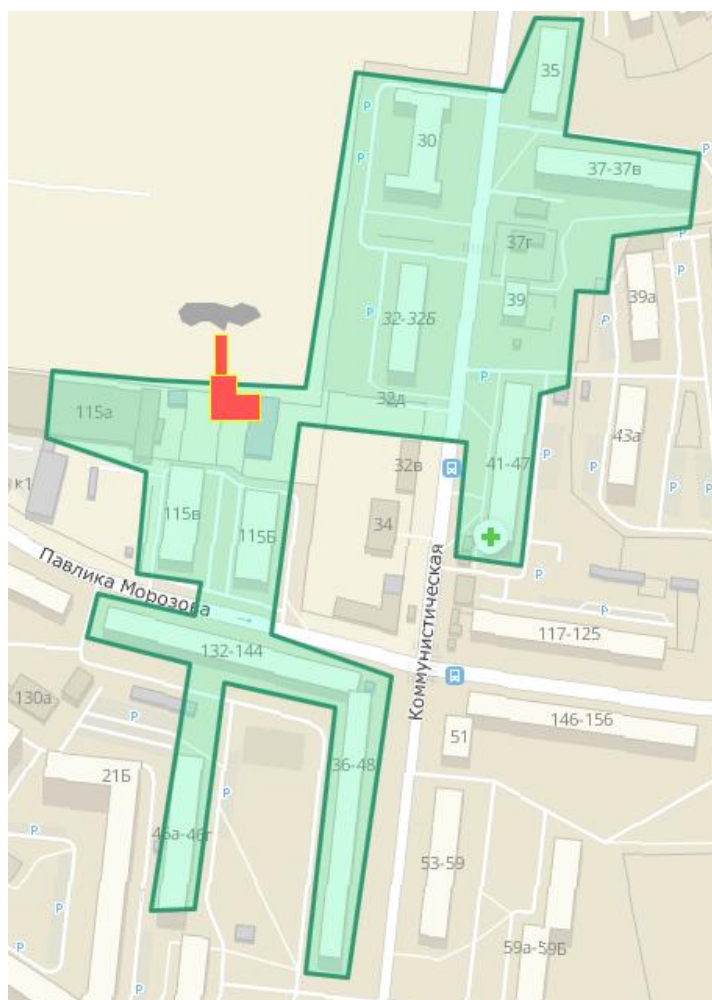 35
P
30
P
P
37-37в
P
P
37г
39
39а
P
P
32-32Б
P
P
32д
P
115а
43а
41-47
P
32в
P
P
к1
115в
115Б
34
Павлика Морозова
P
P
Коммунистическая
117-125
132-144
130а
P
146-156
51
36-48
21Б
P
46а-46г
P
53-59
P
P
59а-59Б